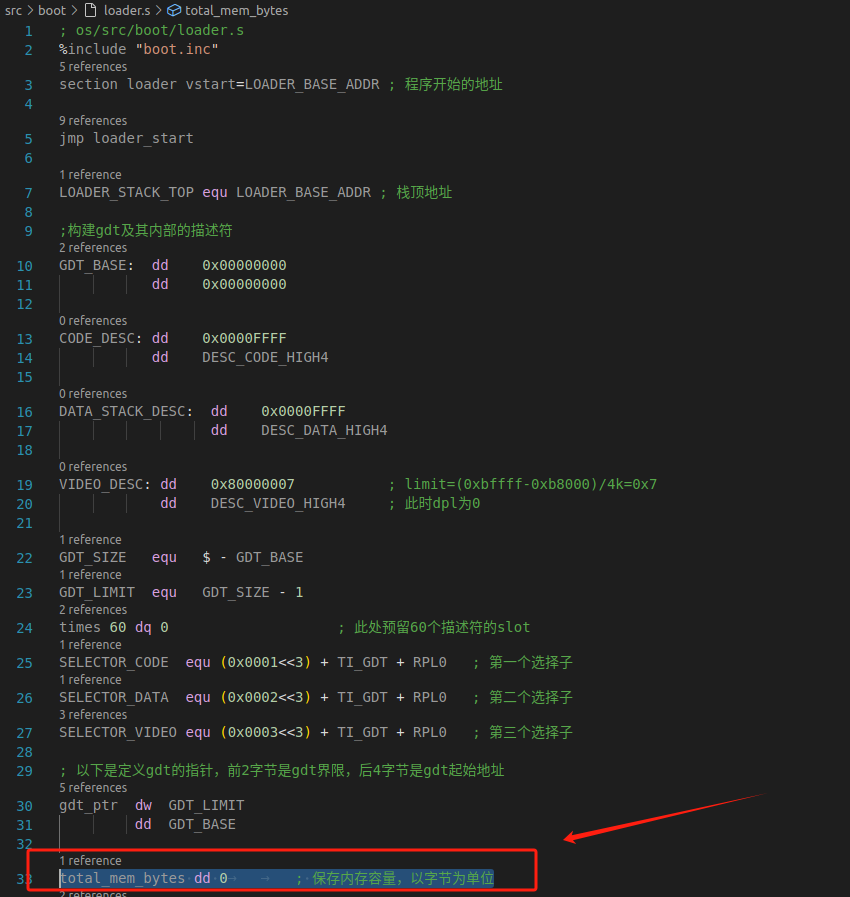 src > boot > loader.s > total_mem_bytes
1 ; os/src/boot/loader.s
2 %include "boot.inc"
5 references
3 section loader vstart=LOADER_BASE_ADDR ; 程序开始的地址
4
9 references
5 jmp loader_start
6
1 reference
7 LOADER_STACK_TOP equ LOADER_BASE_ADDR ; 栈顶地址
8
9 ;构建gdt及其内部的描述符
2 references
10 GDT_BASE: dd 0x00000000
11 dd 0x00000000
12
0 references
13 CODE_DESC: dd 0x0000FFFF
14 dd DESC_CODE_HIGH4
15
0 references
16 DATA_STACK_DESC: dd 0x0000FFFF
17 dd DESC_DATA_HIGH4
18
0 references
19 VIDEO_DESC: dd 0x80000007 ; limit=(0xbffff-0xb8000)/4k=0x7
20 dd DESC_VIDEO_HIGH4 ; 此时dpl为0
21
1 reference
22 GDT_SIZE equ $ - GDT_BASE
1 reference
23 GDT_LIMIT equ GDT_SIZE - 1
2 references
24 times 60 dq 0 ; 此处预留60个描述符的slot
1 reference
25 SELECTOR_CODE equ (0x0001<<3) + TI_GDT + RPL0 ; 第一个选择子
1 reference
26 SELECTOR_DATA equ (0x0002<<3) + TI_GDT + RPL0 ; 第二个选择子
3 references
27 SELECTOR_VIDEO equ (0x0003<<3) + TI_GDT + RPL0 ; 第三个选择子
28
29 ; 以下是定义gdt的指针，前2字节是gdt界限，后4字节是gdt起始地址
5 references
30 gdt_ptr dw GDT_LIMIT
31 dd GDT_BASE
32
1 reference
33 total_mem_bytes dd 0 ; 保存内存容量，以字节为单位
2 references